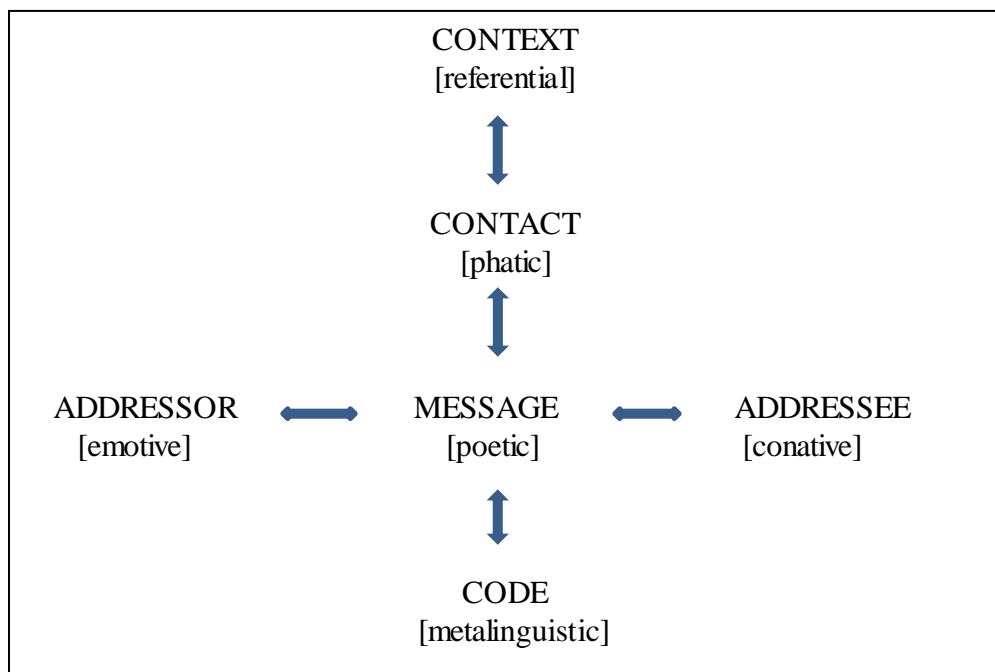 CONTEXT
[referential]
CONTACT
[phatic]
ADDRESSOR MESSAGE ADDRESSEE
[emotive] [poetic] [conative]
CODE
[metalinguistic]